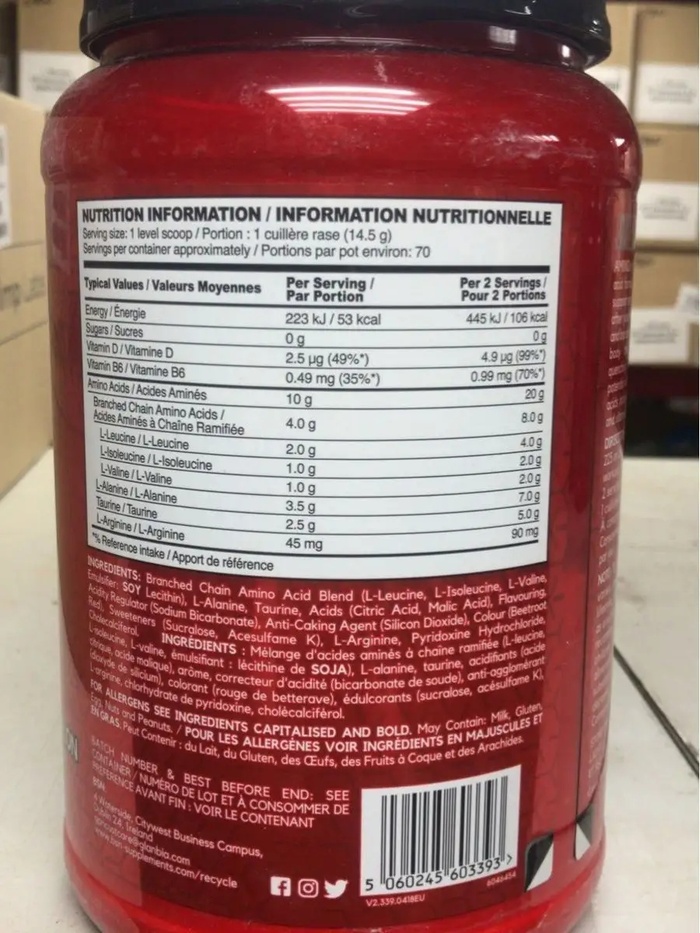 NUTRITION INFORMATION / INFORMATION NUTRITIONNELLE
Serving size: 1 level scoop / Portion : 1 cuillère rase (14.5 g)
Servings per container approximately / Portions par pot environ: 70
Typical Values / Valeurs Moyennes Per Serving / Par Portion Per 2 Servings / Pour 2 Portions
Energy / Énergie 223 kJ / 53 kcal 445 kJ / 106 kcal
Sugars / Sucres 0 g 0 g
Vitamin D / Vitamine D 2.5 µg (49%*) 4.9 µg (99%*)
Vitamin B6 / Vitamine B6 0.49 mg (35%*) 0.99 mg (70%*)
Amino Acids / Acides Aminés 10 g 20 g
Branched Chain Amino Acids /
Acides Aminés à Chaîne Ramifiée 4.0 g 8.0 g
L-Leucine / L-Leucine 2.0 g 4.0 g
L-Isoleucine / L-Isoleucine 1.0 g 2.0 g
L-Valine / L-Valine 1.0 g 2.0 g
L-Alanine / L-Alanine 3.5 g 7.0 g
Taurine / Taurine 2.5 g 5.0 g
L-Arginine / L-Arginine 45 mg 90 mg
*% Reference intake / Apport de référence
INGREDIENTS: Branched Chain Amino Acid Blend (L-Leucine, L-Isoleucine, L-Valine,
Emulsifier: SOY Lecithin), L-Alanine, Taurine, Acids (Citric Acid, Malic Acid), Flavouring,
Acidity Regulator (Sodium Bicarbonate), Anti-Caking Agent (Silicon Dioxide), Colour (Beetroot
Red), Sweeteners (Sucralose, Acesulfame K), L-Arginine, Pyridoxine Hydrochloride,
Cholecalciferol.
INGRÉDIENTS : Mélange d'acides aminés à chaîne ramifiée (L-leucine,
L-isoleucine, L-valine, émulsifiant : lécithine de SOJA), L-alanine, taurine, acidifiants (acide
citrique, acide malique), arôme, correcteur d'acidité (bicarbonate de soude), anti-agglomérant
(dioxyde de silicium), colorant (rouge de betterave), édulcorants (sucralose, acésulfame K),
L-arginine, chlorhydrate de pyridoxine, cholécalciférol.
FOR ALLERGENS SEE INGREDIENTS CAPITALISED AND BOLD. May Contain: Milk, Gluten,
Egg, Nuts and Peanuts. / POUR LES ALLERGÈNES VOIR INGRÉDIENTS EN MAJUSCULES ET
EN GRAS. Peut Contenir : du Lait, du Gluten, des Œufs, des Fruits à Coque et des Arachides.
BATCH NUMBER & BEST BEFORE END: SEE
CONTAINER / NUMÉRO DE LOT ET À CONSOMMER DE
PRÉFÉRENCE AVANT FIN : VOIR LE CONTENANT
BSN,
Waterside, Citywest Business Campus,
Dublin 24, Ireland
www.bsn-supplements.com/recycle
5 060245 603393 >
V2.339.0418EU
6046454